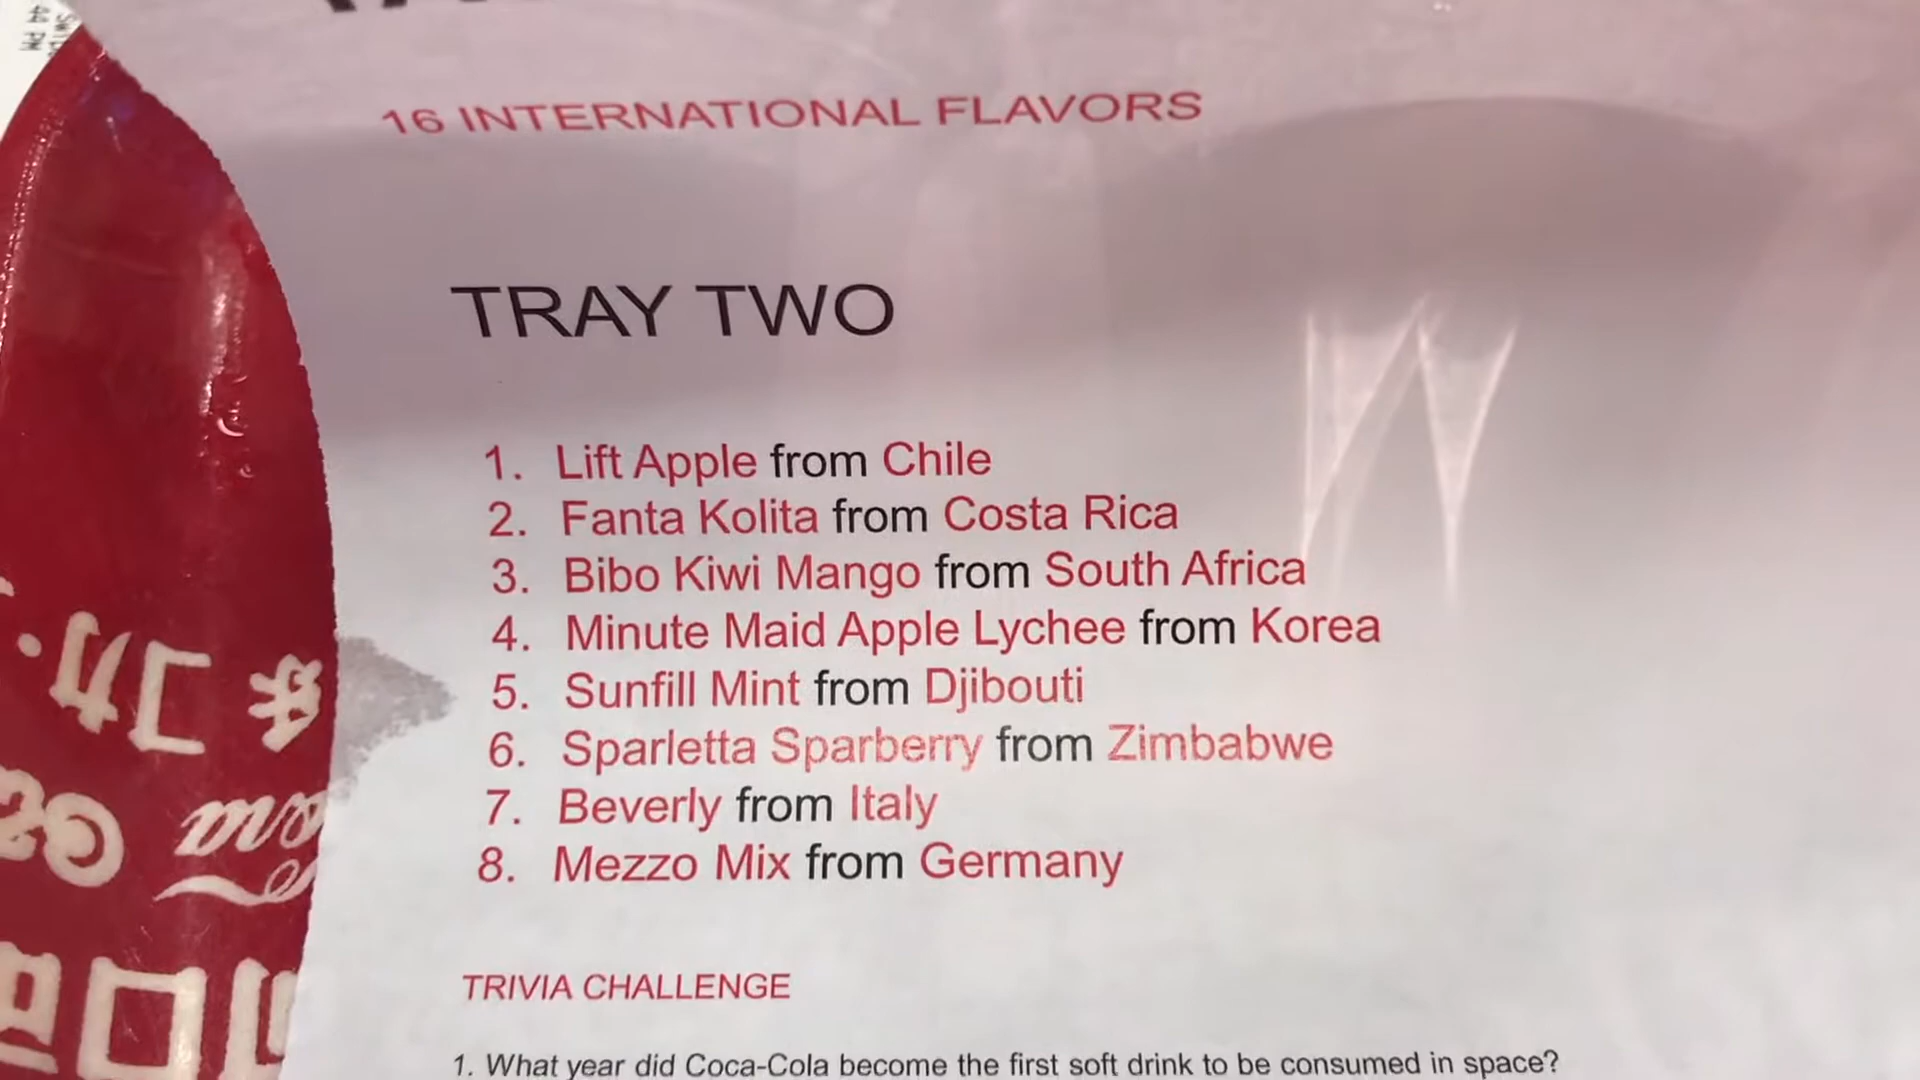 16 INTERNATIONAL FLAVORS
TRAY TWO
1. Lift Apple from Chile
2. Fanta Kolita from Costa Rica
3. Bibo Kiwi Mango from South Africa
4. Minute Maid Apple Lychee from Korea
5. Sunfill Mint from Djibouti
6. Sparletta Sparberry from Zimbabwe
7. Beverly from Italy
8. Mezzo Mix from Germany
TRIVIA CHALLENGE
1. What year did Coca-Cola become the first soft drink to be consumed in space?